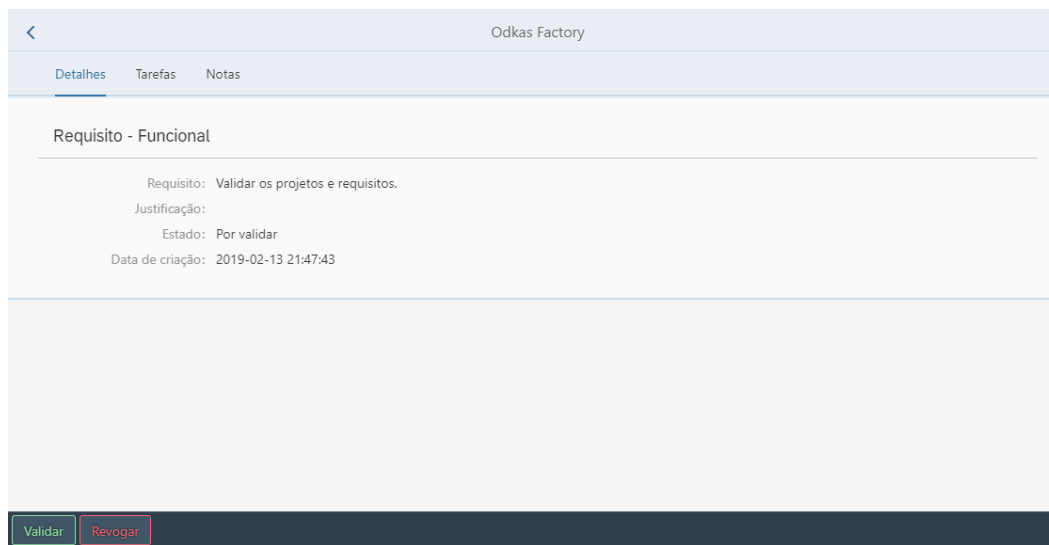 Odkas Factory
Detalhes Tarefas Notas
Requisito - Funcional
Requisito: Validar os projetos e requisitos.
Justificação:
Estado: Por validar
Data de criação: 2019-02-13 21:47:43
Validar Revogar